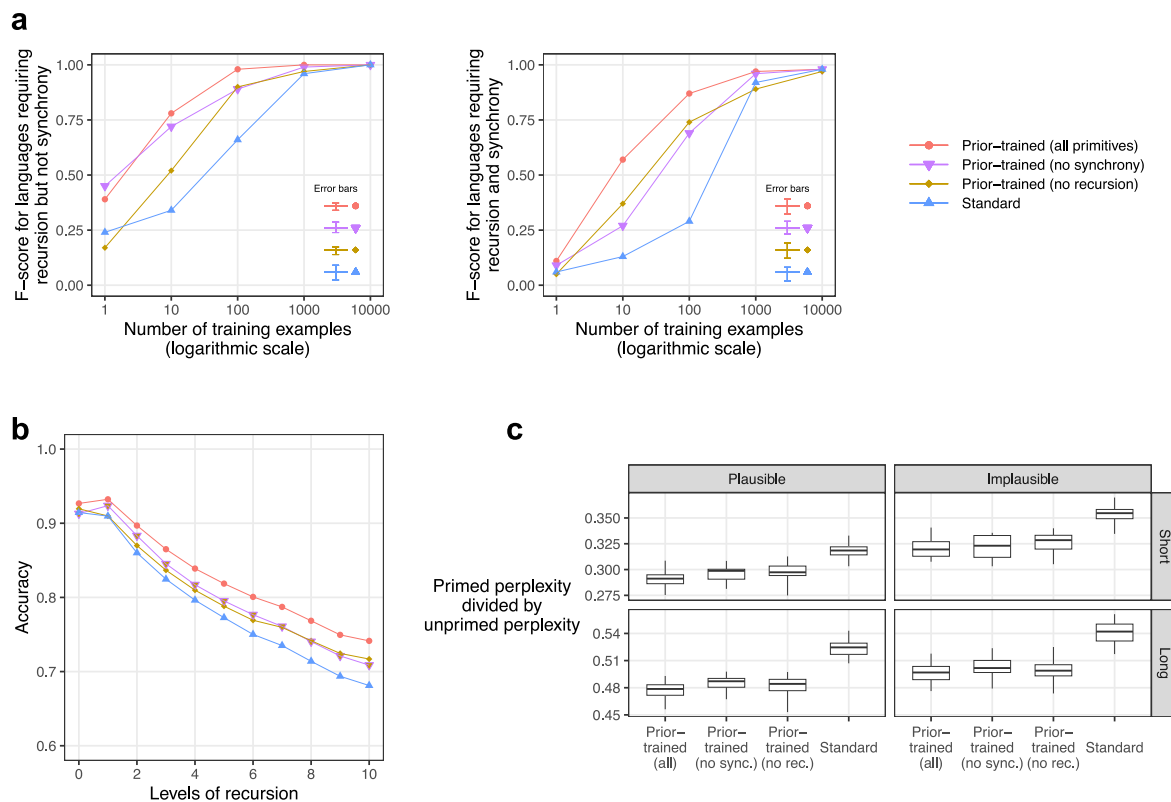 a
F−score for languages requiring
recursion but not synchrony
1.00
0.75
0.50
0.25
0.00
Error bars
1 10 100 1000 10000
Number of training examples
(logarithmic scale)
F−score for languages requiring
recursion and synchrony
1.00
0.75
0.50
0.25
0.00
Error bars
1 10 100 1000 10000
Number of training examples
(logarithmic scale)
Prior−trained (all primitives)
Prior−trained (no synchrony)
Prior−trained (no recursion)
Standard
b
Accuracy
1.0
0.9
0.8
0.7
0.6
0 2 4 6 8 10
Levels of recursion
c
Primed perplexity
divided by
unprimed perplexity
Plausible Implausible
0.350
0.325
0.300
0.275
Short
0.54
0.51
0.48
0.45
Long
Prior−
trained
(all)
Prior−
trained
(no sync.)
Prior−
trained
(no rec.)
Standard
Prior−
trained
(all)
Prior−
trained
(no sync.)
Prior−
trained
(no rec.)
Standard